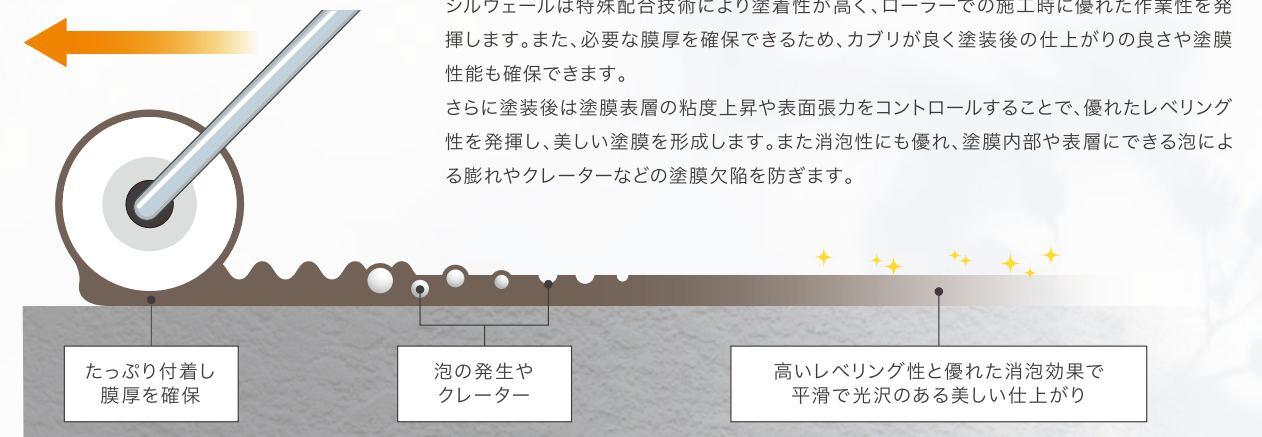 シルウェールは特殊配合技術により塗着性が高く、ローラーでの施工時に優れた作業性を発
揮します。また、必要な膜厚を確保できるため、カブリが良く塗装後の仕上がりの良さや塗膜
性能も確保できます。
さらに塗装後は塗膜表層の粘度上昇や表面張力をコントロールすることで、優れたレベリング
性を発揮し、美しい塗膜を形成します。また消泡性にも優れ、塗膜内部や表層にできる泡によ
る膨れやクレーターなどの塗膜欠陥を防ぎます。
たっぷり付着し
膜厚を確保
泡の発生や
クレーター
高いレベリング性と優れた消泡効果で
平滑で光沢のある美しい仕上がり